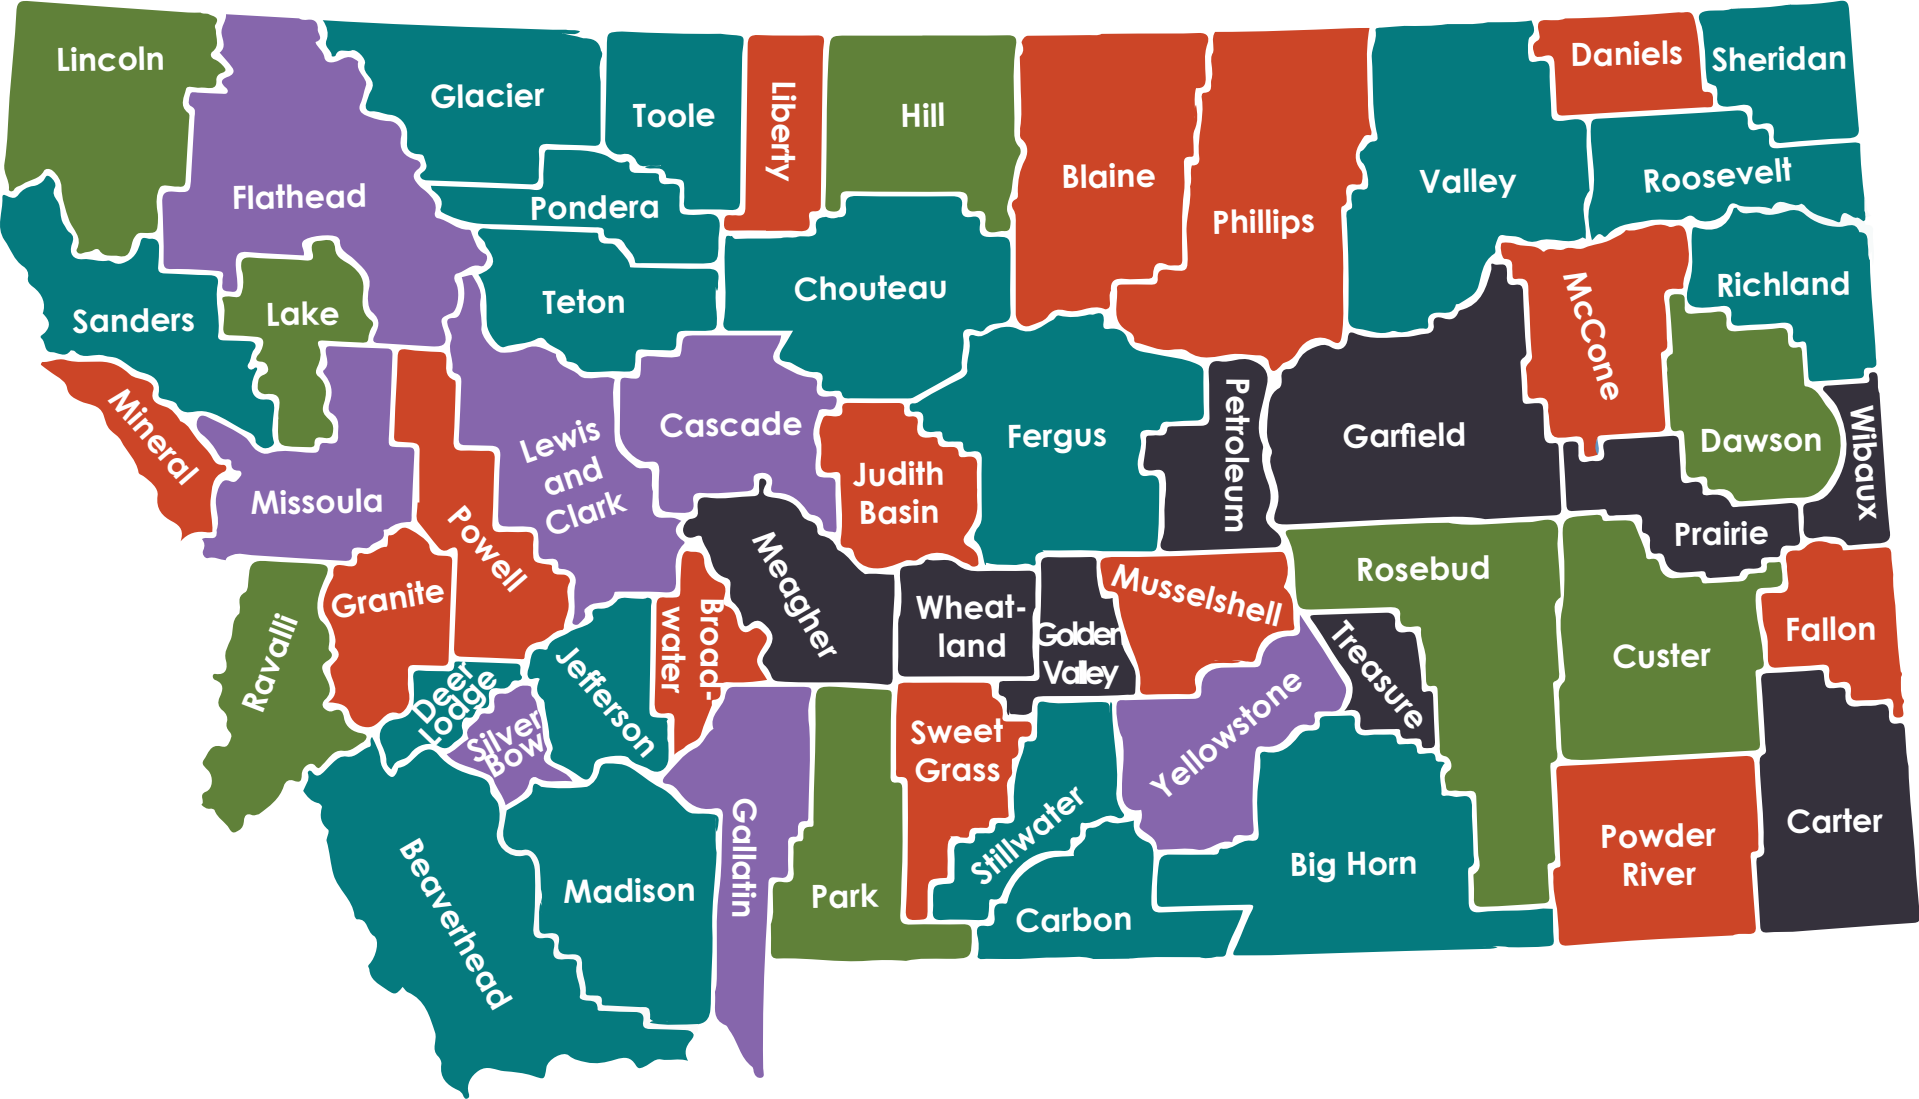 Lincoln
Flathead
Glacier
Toole
Liberty
Hill
Blaine
Phillips
Valley
Daniels
Sheridan
Roosevelt
Pondera
Teton
Chouteau
Sanders
Lake
McCone
Richland
Mineral
Missoula
Powell
Lewis
and
Clark
Cascade
Judith
Basin
Fergus
Petroleum
Garfield
Dawson
Wibaux
Prairie
Ravalli
Granite
Deer
Lodge
Silver
Bow
Jefferson
Broad-
water
Meagher
Wheat-
land
Golden
Valley
Musselshell
Rosebud
Treasure
Custer
Fallon
Beaverhead
Madison
Gallatin
Park
Sweet
Grass
Stillwater
Carbon
Yellowstone
Big Horn
Powder
River
Carter